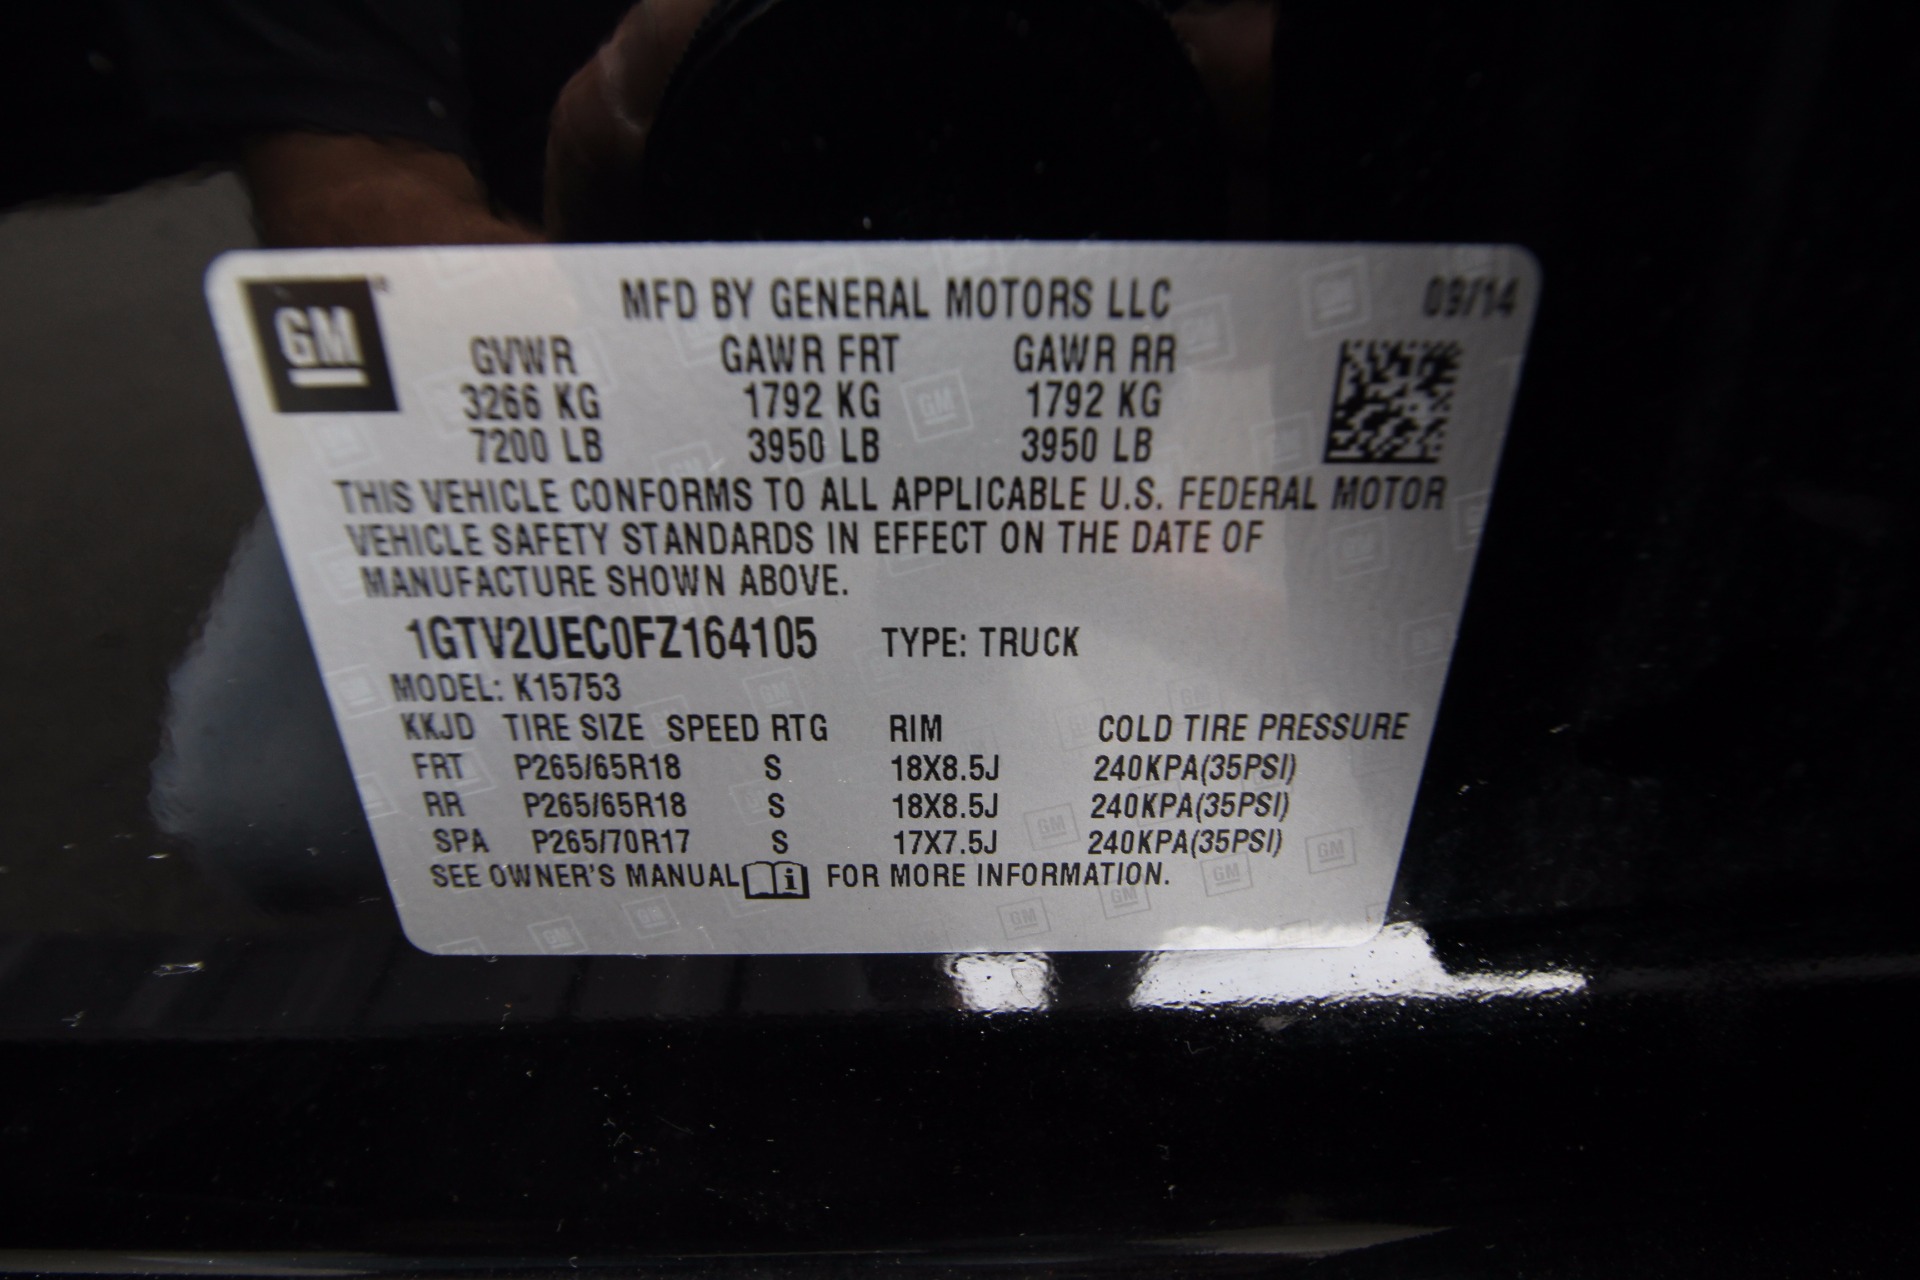 GM
MFD BY GENERAL MOTORS LLC 09/14
GVWR GAWR FRT GAWR RR
3266 KG 1792 KG 1792 KG
7200 LB 3950 LB 3950 LB
THIS VEHICLE CONFORMS TO ALL APPLICABLE U.S. FEDERAL MOTOR
VEHICLE SAFETY STANDARDS IN EFFECT ON THE DATE OF
MANUFACTURE SHOWN ABOVE.
1GTV2UEC0FZ164105 TYPE: TRUCK
MODEL: K15753
KKJD TIRE SIZE SPEED RTG RIM COLD TIRE PRESSURE
FRT P265/65R18 S 18X8.5J 240KPA(35PSI)
RR P265/65R18 S 18X8.5J 240KPA(35PSI)
SPA P265/70R17 S 17X7.5J 240KPA(35PSI)
SEE OWNER'S MANUAL i FOR MORE INFORMATION.